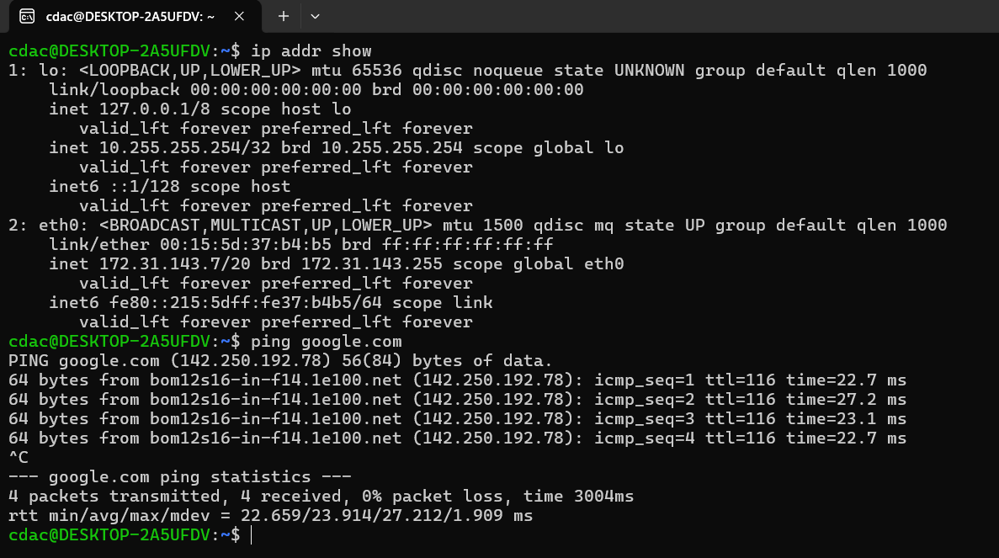 cdac@DESKTOP-2A5UFDV: ~
cdac@DESKTOP-2A5UFDV:~$ ip addr show
1: lo: <LOOPBACK,UP,LOWER_UP> mtu 65536 qdisc noqueue state UNKNOWN group default qlen 1000
    link/loopback 00:00:00:00:00:00 brd 00:00:00:00:00:00
    inet 127.0.0.1/8 scope host lo
       valid_lft forever preferred_lft forever
    inet 10.255.255.254/32 brd 10.255.255.254 scope global lo
       valid_lft forever preferred_lft forever
    inet6 ::1/128 scope host
       valid_lft forever preferred_lft forever
2: eth0: <BROADCAST,MULTICAST,UP,LOWER_UP> mtu 1500 qdisc mq state UP group default qlen 1000
    link/ether 00:15:5d:37:b4:b5 brd ff:ff:ff:ff:ff:ff
    inet 172.31.143.7/20 brd 172.31.143.255 scope global eth0
       valid_lft forever preferred_lft forever
    inet6 fe80::215:5dff:fe37:b4b5/64 scope link
       valid_lft forever preferred_lft forever
cdac@DESKTOP-2A5UFDV:~$ ping google.com
PING google.com (142.250.192.78) 56(84) bytes of data.
64 bytes from bom12s16-in-f14.1e100.net (142.250.192.78): icmp_seq=1 ttl=116 time=22.7 ms
64 bytes from bom12s16-in-f14.1e100.net (142.250.192.78): icmp_seq=2 ttl=116 time=27.2 ms
64 bytes from bom12s16-in-f14.1e100.net (142.250.192.78): icmp_seq=3 ttl=116 time=23.1 ms
64 bytes from bom12s16-in-f14.1e100.net (142.250.192.78): icmp_seq=4 ttl=116 time=22.7 ms
^C
--- google.com ping statistics ---
4 packets transmitted, 4 received, 0% packet loss, time 3004ms
rtt min/avg/max/mdev = 22.659/23.914/27.212/1.909 ms
cdac@DESKTOP-2A5UFDV:~$